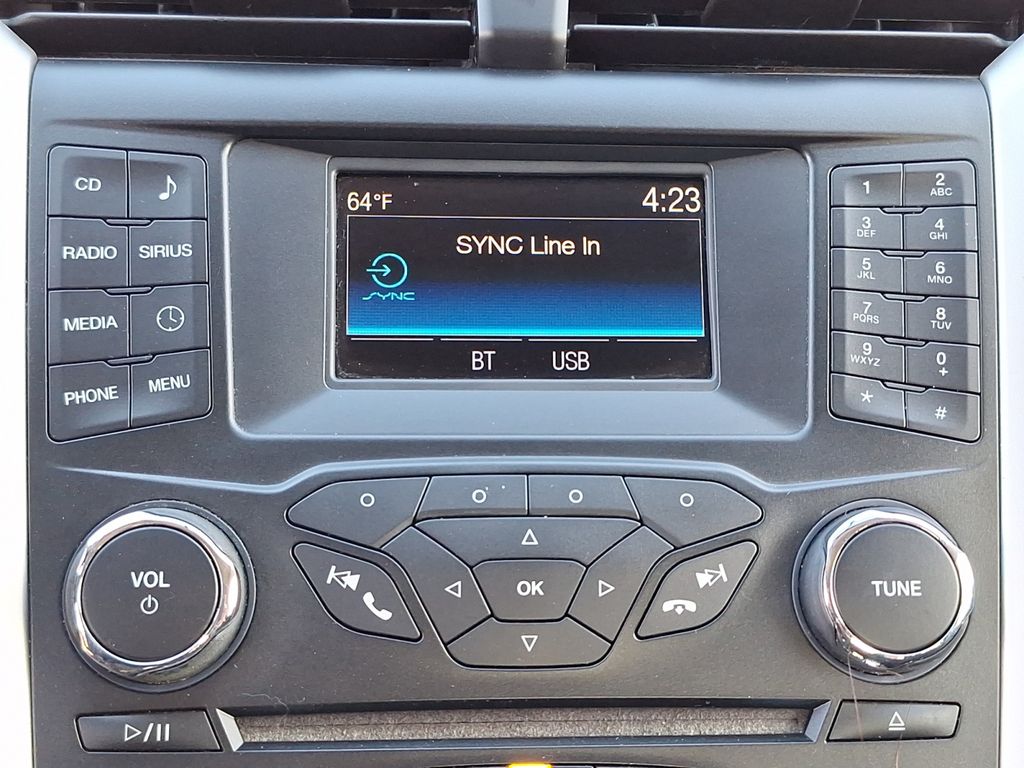 64°F
4:23
SYNC Line In
SYNC
BT
USB
CD
RADIO
SIRIUS
MEDIA
PHONE
MENU
1
2
ABC
3
DEF
4
GHI
5
JKL
6
MNO
7
PQRS
8
TUV
9
WXYZ
0
+
*
#
VOL
OK
TUNE